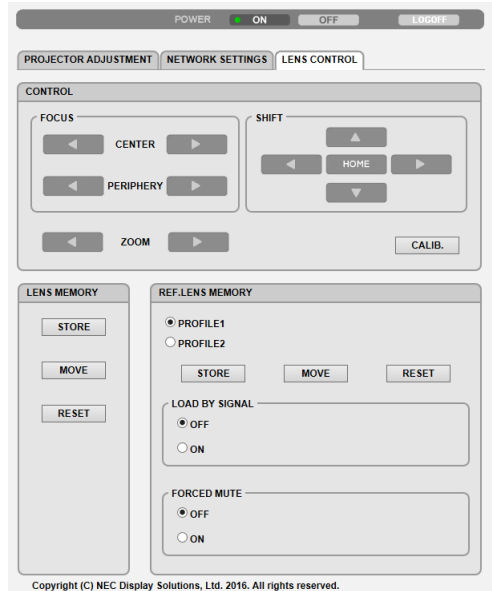 POWER ON OFF LOGOFF
PROJECTOR ADJUSTMENT NETWORK SETTINGS LENS CONTROL
CONTROL
FOCUS
CENTER
PERIPHERY
ZOOM
SHIFT
HOME
CALIB.
LENS MEMORY
STORE
MOVE
RESET
REF.LENS MEMORY
PROFILE1
PROFILE2
STORE MOVE RESET
LOAD BY SIGNAL
OFF
ON
FORCED MUTE
OFF
ON
Copyright (C) NEC Display Solutions, Ltd. 2016. All rights reserved.